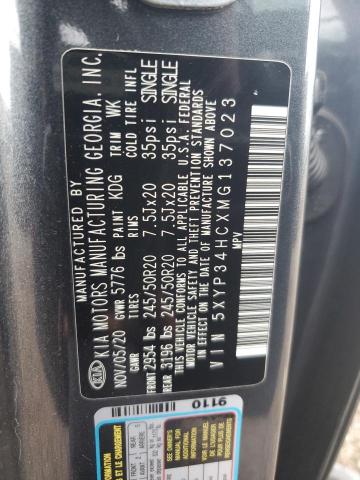 MANUFACTURED BY
KIA KIA MOTORS MANUFACTURING GEORGIA, INC.
NOV/05/20 GVWR 5776 lbs PAINT KDG TRIM WK
GAWR TIRES RIMS COLD TIRE INFL
FRONT 2954 lbs 245/50R20 7.5Jx20 35psi SINGLE
REAR 3196 lbs 245/50R20 7.5Jx20 35psi SINGLE
THIS VEHICLE CONFORMS TO ALL APPLICABLE U.S.A. FEDERAL
MOTOR VEHICLE SAFETY AND THEFT PREVENTION STANDARDS
IN EFFECT ON THE DATE OF MANUFACTURE SHOWN ABOVE.
VIN 5XYP34HCXMG137023
MPV
9110
INFORMATION